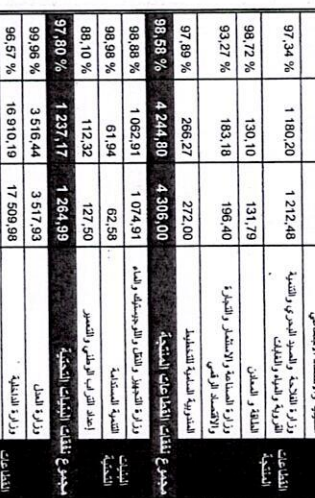 القطاعات المنتجة
وزارة الفلاحة والصيد البحري والتنمية القروية والمياه والغابات 1 212,48 1 180,20 97,34 %
الطاقة و المعادن 131,79 130,10 98,72 %
وزارة الصناعة والاستثمار والتجارة والاقتصاد الرقمي 196,40 183,18 93,27 %
المندوبية السامية للتخطيط 272,00 266,27 97,89 %
مجموع نفقات القطاعات المنتجة 4 306,00 4 244,80 98,58 %
البنيات التحتية
وزارة التجهيز والنقل واللوجيستيك والماء 1 074,91 1 062,91 98,88 %
التنمية المستدامة 62,58 61,94 98,98 %
إعداد التراب الوطني والتعمير 127,50 112,32 88,10 %
مجموع نفقات البنيات التحتية 1 264,99 1 237,17 97,80 %
وزارة العدل 3 517,93 3 516,44 99,96 %
وزارة الداخلية 17 509,98 16 910,19 96,57 %
القطاعات